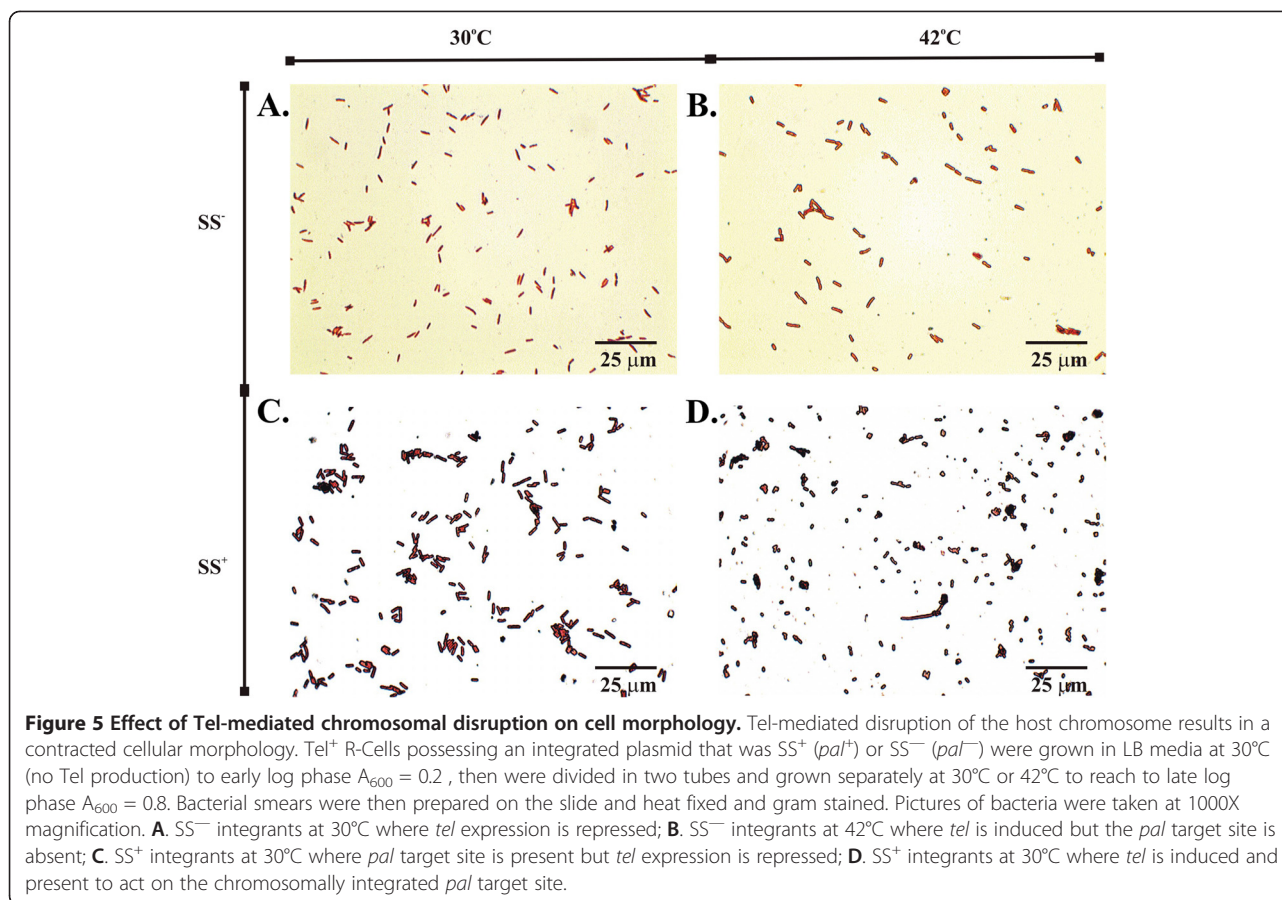 30°C
42°C
A.
B.
SS⁻
25 µm
25 µm
C.
D.
SS⁺
25 µm
25 µm
Figure 5 Effect of Tel-mediated chromosomal disruption on cell morphology. Tel-mediated disruption of the host chromosome results in a
contracted cellular morphology. Tel⁺ R-Cells possessing an integrated plasmid that was SS⁺ (pal⁺) or SS— (pal—) were grown in LB media at 30°C
(no Tel production) to early log phase A₆₀₀ = 0.2 , then were divided in two tubes and grown separately at 30°C or 42°C to reach to late log
phase A₆₀₀ = 0.8. Bacterial smears were then prepared on the slide and heat fixed and gram stained. Pictures of bacteria were taken at 1000X
magnification. A. SS— integrants at 30°C where tel expression is repressed; B. SS— integrants at 42°C where tel is induced but the pal target site is
absent; C. SS⁺ integrants at 30°C where pal target site is present but tel expression is repressed; D. SS⁺ integrants at 30°C where tel is induced and
present to act on the chromosomally integrated pal target site.